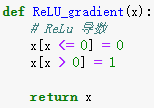 def ReLU_gradient(x):
    # ReLu 导数
    x[x <= 0] = 0
    x[x > 0] = 1
    return x